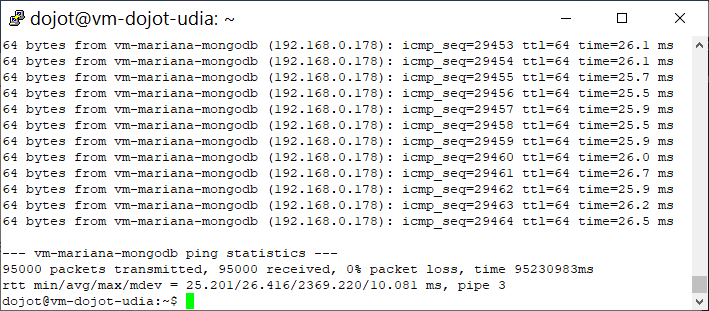 dojot@vm-dojot-udia: ~
64 bytes from vm-mariana-mongodb (192.168.0.178): icmp_seq=29453 ttl=64 time=26.1 ms
64 bytes from vm-mariana-mongodb (192.168.0.178): icmp_seq=29454 ttl=64 time=26.1 ms
64 bytes from vm-mariana-mongodb (192.168.0.178): icmp_seq=29455 ttl=64 time=25.7 ms
64 bytes from vm-mariana-mongodb (192.168.0.178): icmp_seq=29456 ttl=64 time=25.5 ms
64 bytes from vm-mariana-mongodb (192.168.0.178): icmp_seq=29457 ttl=64 time=25.9 ms
64 bytes from vm-mariana-mongodb (192.168.0.178): icmp_seq=29458 ttl=64 time=25.5 ms
64 bytes from vm-mariana-mongodb (192.168.0.178): icmp_seq=29459 ttl=64 time=25.9 ms
64 bytes from vm-mariana-mongodb (192.168.0.178): icmp_seq=29460 ttl=64 time=26.0 ms
64 bytes from vm-mariana-mongodb (192.168.0.178): icmp_seq=29461 ttl=64 time=26.7 ms
64 bytes from vm-mariana-mongodb (192.168.0.178): icmp_seq=29462 ttl=64 time=25.9 ms
64 bytes from vm-mariana-mongodb (192.168.0.178): icmp_seq=29463 ttl=64 time=26.2 ms
64 bytes from vm-mariana-mongodb (192.168.0.178): icmp_seq=29464 ttl=64 time=26.5 ms
--- vm-mariana-mongodb ping statistics ---
95000 packets transmitted, 95000 received, 0% packet loss, time 95230983ms
rtt min/avg/max/mdev = 25.201/26.416/2369.220/10.081 ms, pipe 3
dojot@vm-dojot-udia:~$